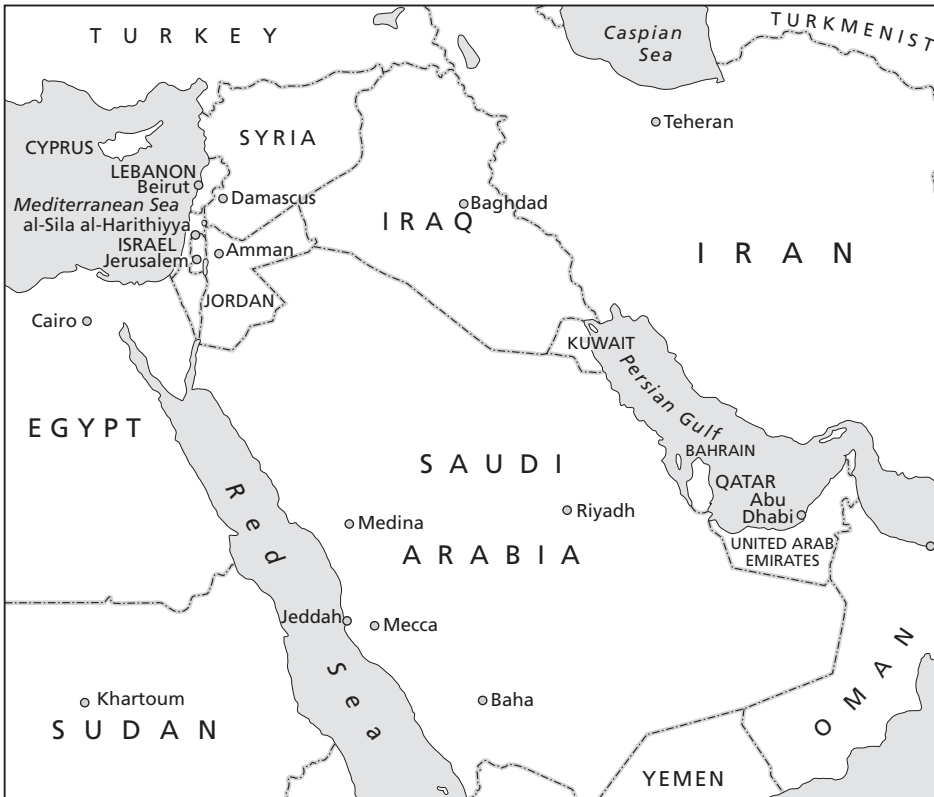 TURKEY
Caspian
Sea
TURKMENIST
CYPRUS
SYRIA
Teheran
LEBANON
Beirut
Mediterranean Sea
Damascus
IRAQ
Baghdad
al-Sila al-Harithiyya
ISRAEL
Jerusalem
Amman
IRAN
JORDAN
Cairo
KUWAIT
Persian Gulf
EGYPT
BAHRAIN
SAUDI
QATAR
Abu
Dhabi
Red
Medina
Riyadh
ARABIA
UNITED ARAB
EMIRATES
Jeddah
Mecca
Sea
OMAN
Khartoum
Baha
SUDAN
YEMEN